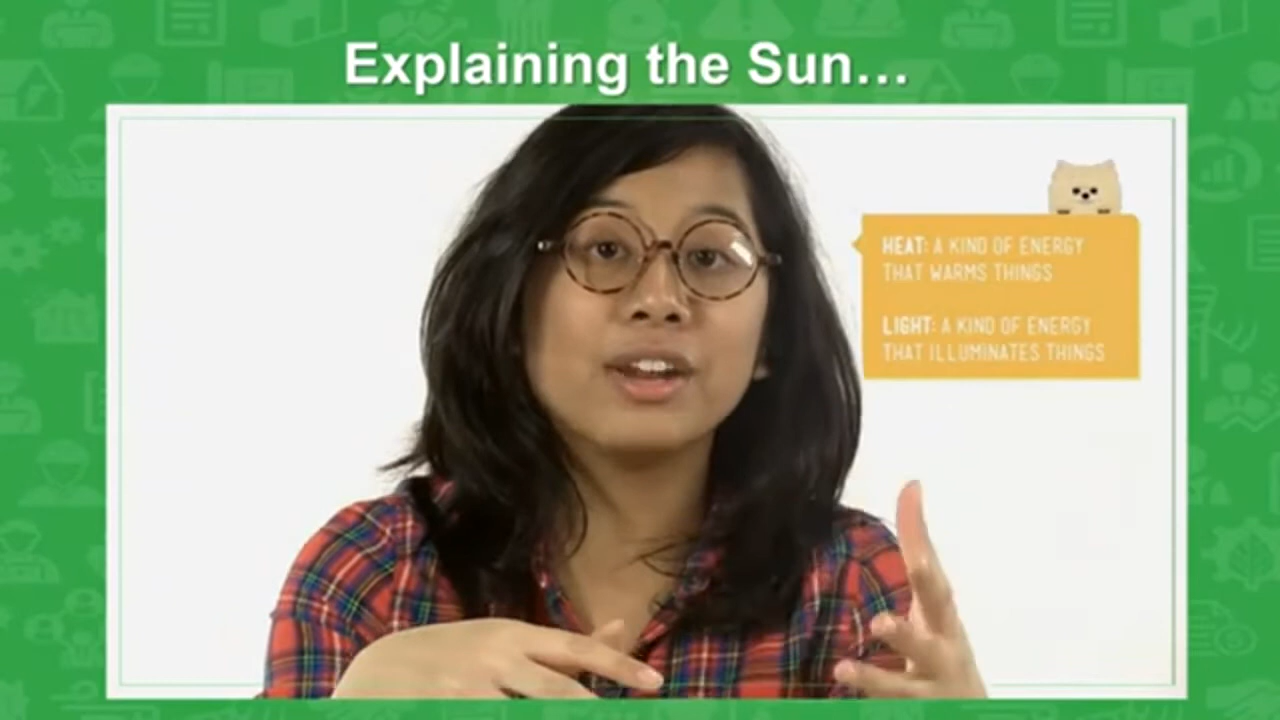 Explaining the Sun...
HEAT: A KIND OF ENERGY
THAT WARMS THINGS
LIGHT: A KIND OF ENERGY
THAT ILLUMINATES THINGS